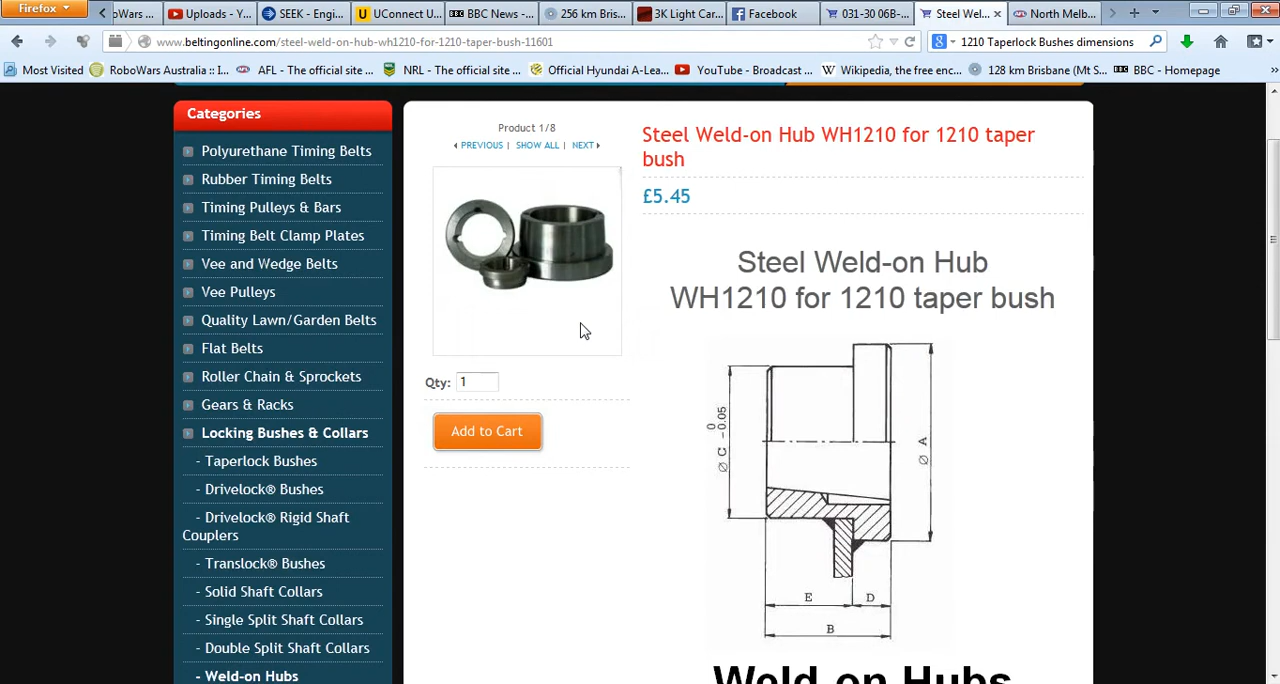 Firefox
oWars ...
Uploads - Y...
SEEK - Engi...
UConnect U...
BBC News -...
256 km Bris...
3K Light Car...
Facebook
031-30 06B-...
Steel Wel...
North Melb...
www.beltingonline.com/steel-weld-on-hub-wh1210-for-1210-taper-bush-11601
1210 Taperlock Bushes dimensions
Most Visited
RoboWars Australia :: I...
AFL - The official site ...
NRL - The official site ...
Official Hyundai A-Lea...
YouTube - Broadcast ...
Wikipedia, the free enc...
128 km Brisbane (Mt S...
BBC - Homepage
Categories
Polyurethane Timing Belts
Rubber Timing Belts
Timing Pulleys & Bars
Timing Belt Clamp Plates
Vee and Wedge Belts
Vee Pulleys
Quality Lawn/Garden Belts
Flat Belts
Roller Chain & Sprockets
Gears & Racks
Locking Bushes & Collars
- Taperlock Bushes
- Drivelock® Bushes
- Drivelock® Rigid Shaft
Couplers
- Translock® Bushes
- Solid Shaft Collars
- Single Split Shaft Collars
- Double Split Shaft Collars
- Weld-on Hubs
Product 1/8
PREVIOUS | SHOW ALL | NEXT
Qty: 1
Add to Cart
Steel Weld-on Hub WH1210 for 1210 taper
bush
£5.45
Steel Weld-on Hub
WH1210 for 1210 taper bush
Ø C 0 -0.05
Ø A
E
D
B
Weld-on Hubs